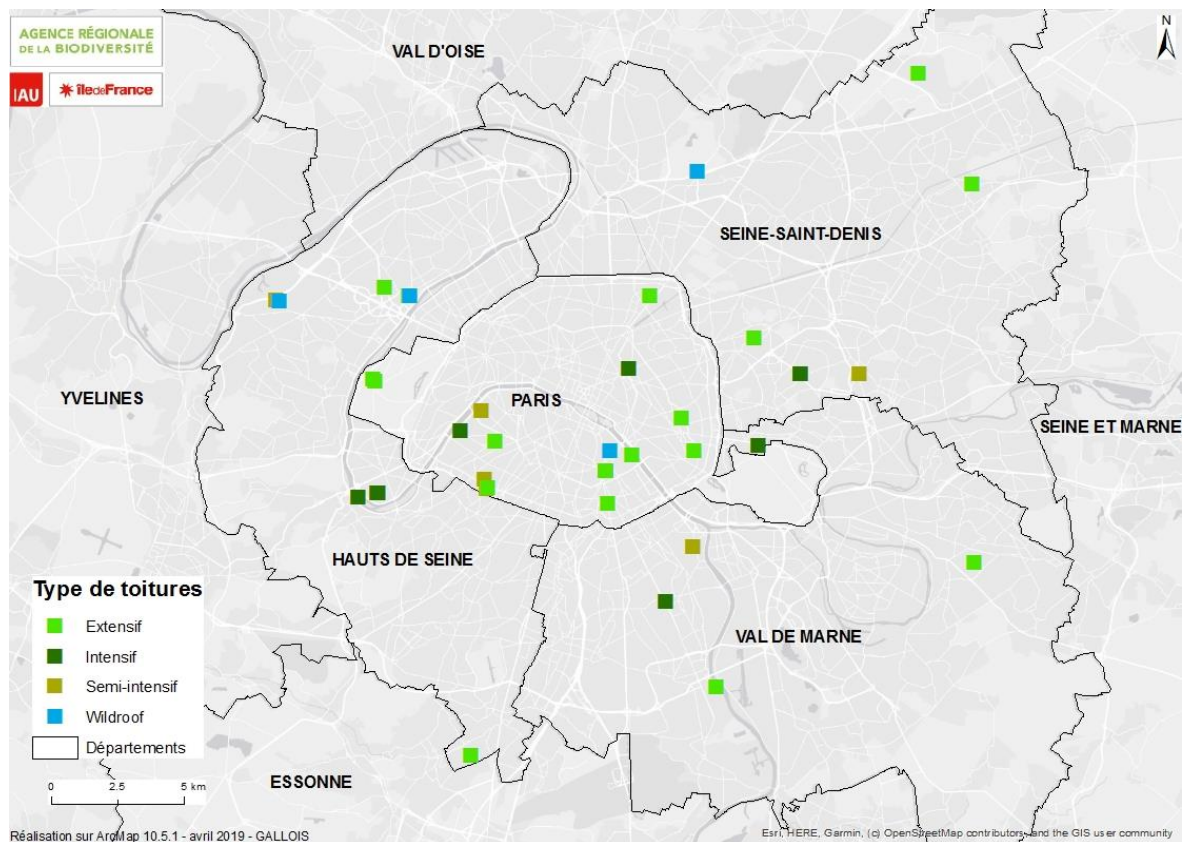 AGENCE RÉGIONALE
DE LA BIODIVERSITÉ
IAU
îledeFrance
N
VAL D'OISE
SEINE-SAINT-DENIS
YVELINES
PARIS
SEINE ET MARNE
HAUTS DE SEINE
VAL DE MARNE
ESSONNE
Type de toitures
Extensif
Intensif
Semi-intensif
Wildroof
Départements
0 2.5 5 km
Réalisation sur ArcMap 10.5.1 - avril 2019 - GALLOIS
Esri, HERE, Garmin, (c) OpenStreetMap contributors, and the GIS user community